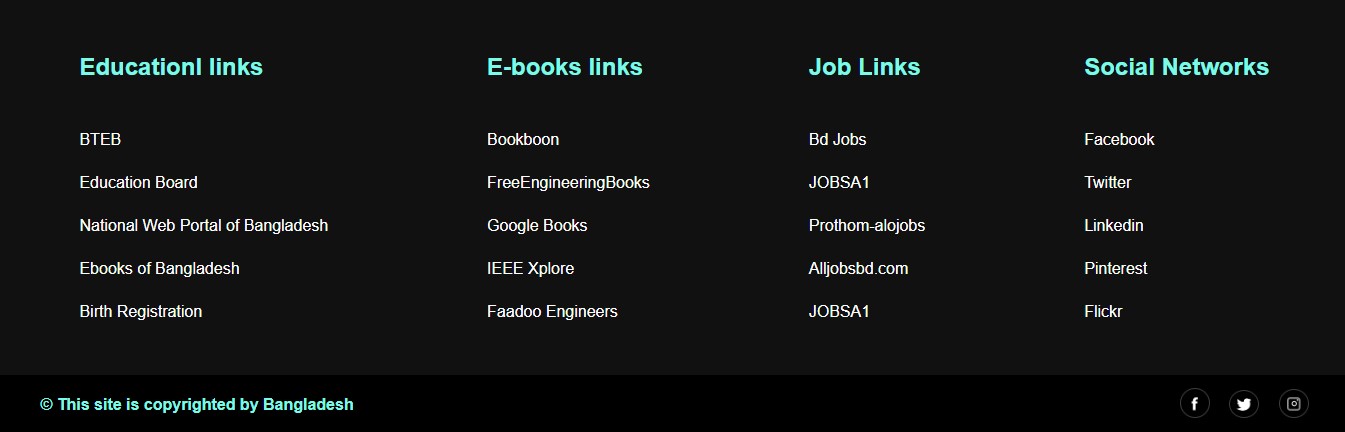 Educationl links
BTEB
Education Board
National Web Portal of Bangladesh
Ebooks of Bangladesh
Birth Registration
E-books links
Bookboon
FreeEngineeringBooks
Google Books
IEEE Xplore
Faadoo Engineers
Job Links
Bd Jobs
JOBSA1
Prothom-alojobs
Alljobsbd.com
JOBSA1
Social Networks
Facebook
Twitter
Linkedin
Pinterest
Flickr
© This site is copyrighted by Bangladesh